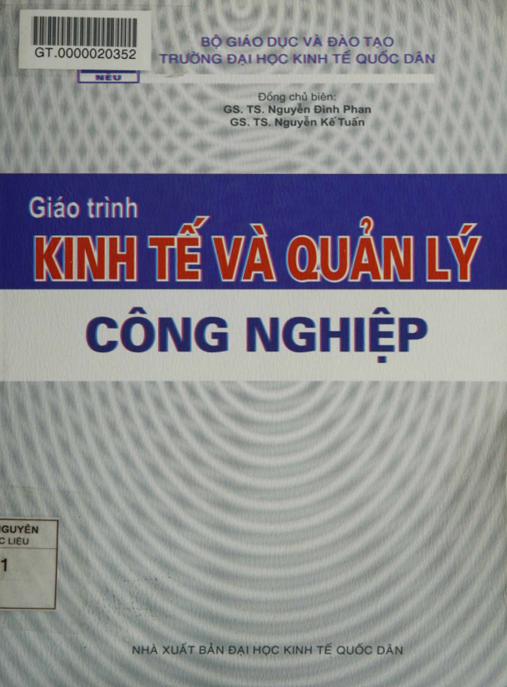 GT.0000020352
BỘ GIÁO DỤC VÀ ĐÀO TẠO
TRƯỜNG ĐẠI HỌC KINH TẾ QUỐC DÂN
NEU
Đồng chủ biên:
GS. TS. Nguyễn Đình Phan
GS. TS. Nguyễn Kế Tuấn
Giáo trình
KINH TẾ VÀ QUẢN LÝ
CÔNG NGHIỆP
NGUYÊN
C LIỆU
1
NHÀ XUẤT BẢN ĐẠI HỌC KINH TẾ QUỐC DÂN